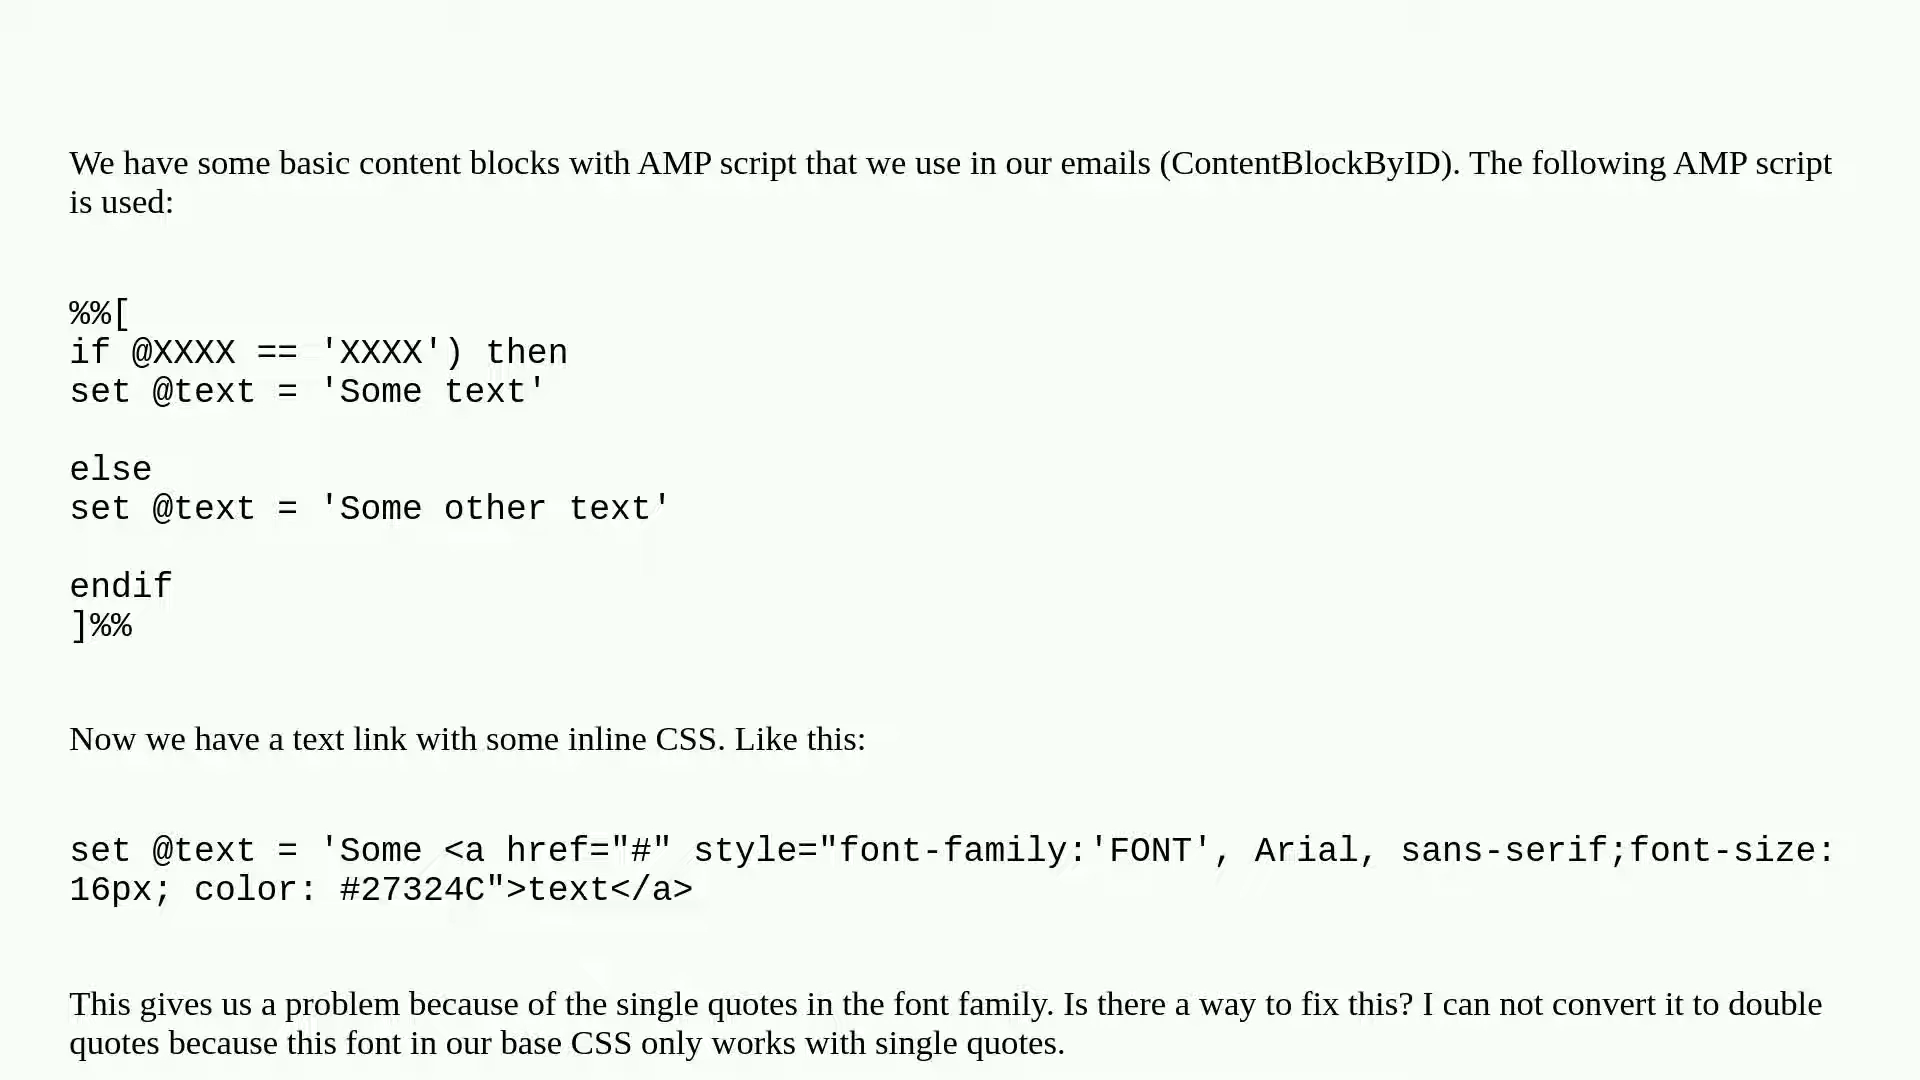 We have some basic content blocks with AMP script that we use in our emails (ContentBlockByID). The following AMP script
is used:
%%[
if @XXXX == 'XXXX') then
set @text = 'Some text'
else
set @text = 'Some other text'
endif
]%%
Now we have a text link with some inline CSS. Like this:
set @text = 'Some <a href="#" style="font-family:'FONT', Arial, sans-serif;font-size:
16px; color: #27324C">text</a>
This gives us a problem because of the single quotes in the font family. Is there a way to fix this? I can not convert it to double
quotes because this font in our base CSS only works with single quotes.